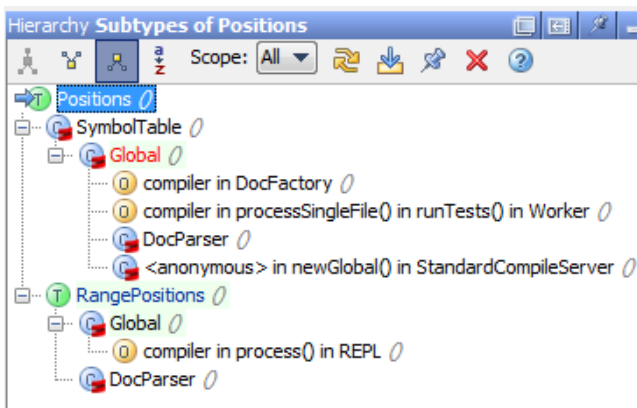 Hierarchy Subtypes of Positions
a z Scope: All
T Positions ()
C SymbolTable ()
C Global ()
O compiler in DocFactory ()
O compiler in processSingleFile() in runTests() in Worker ()
C DocParser ()
C <anonymous> in newGlobal() in StandardCompileServer ()
T RangePositions ()
C Global ()
O compiler in process() in REPL ()
C DocParser ()